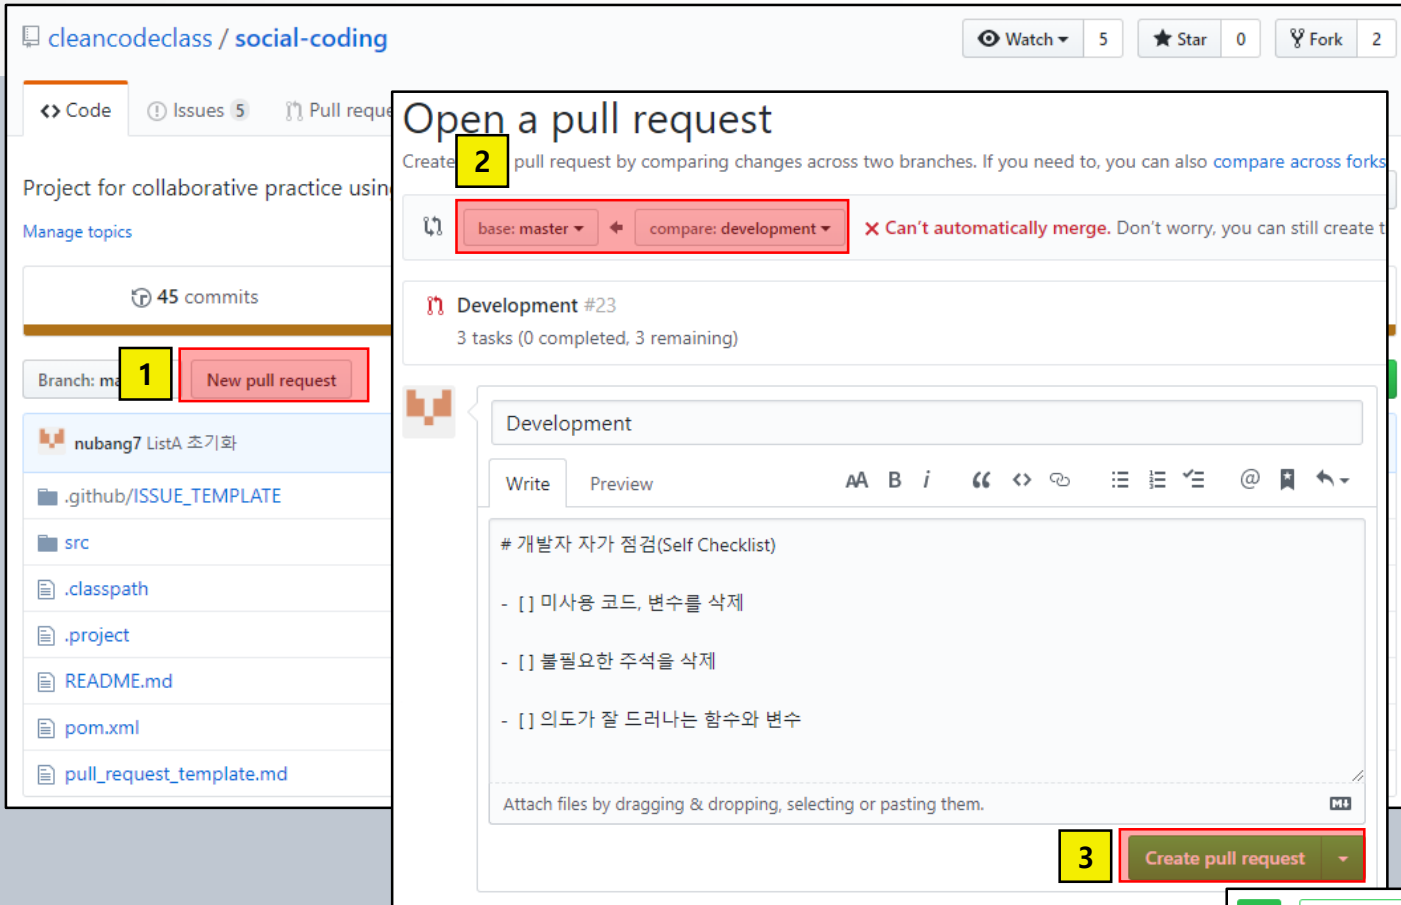 cleancodeclass / social-coding
Watch 5
Star 0
Fork 2
Code
Issues 5
Pull reque
Project for collaborative practice usin
Manage topics
45 commits
Branch: ma
1
New pull request
nubang7 ListA 초기화
.github/ISSUE_TEMPLATE
src
.classpath
.project
README.md
pom.xml
pull_request_template.md
Open a pull request
Create
2
pull request by comparing changes across two branches. If you need to, you can also compare across forks
base: master
compare: development
Can't automatically merge. Don't worry, you can still create t
Development #23
3 tasks (0 completed, 3 remaining)
Development
Write
Preview
AA B i
@
# 개발자 자가 점검(Self Checklist)
- [ ] 미사용 코드, 변수를 삭제
- [ ] 불필요한 주석을 삭제
- [ ] 의도가 잘 드러나는 함수와 변수
Attach files by dragging & dropping, selecting or pasting them.
3
Create pull request